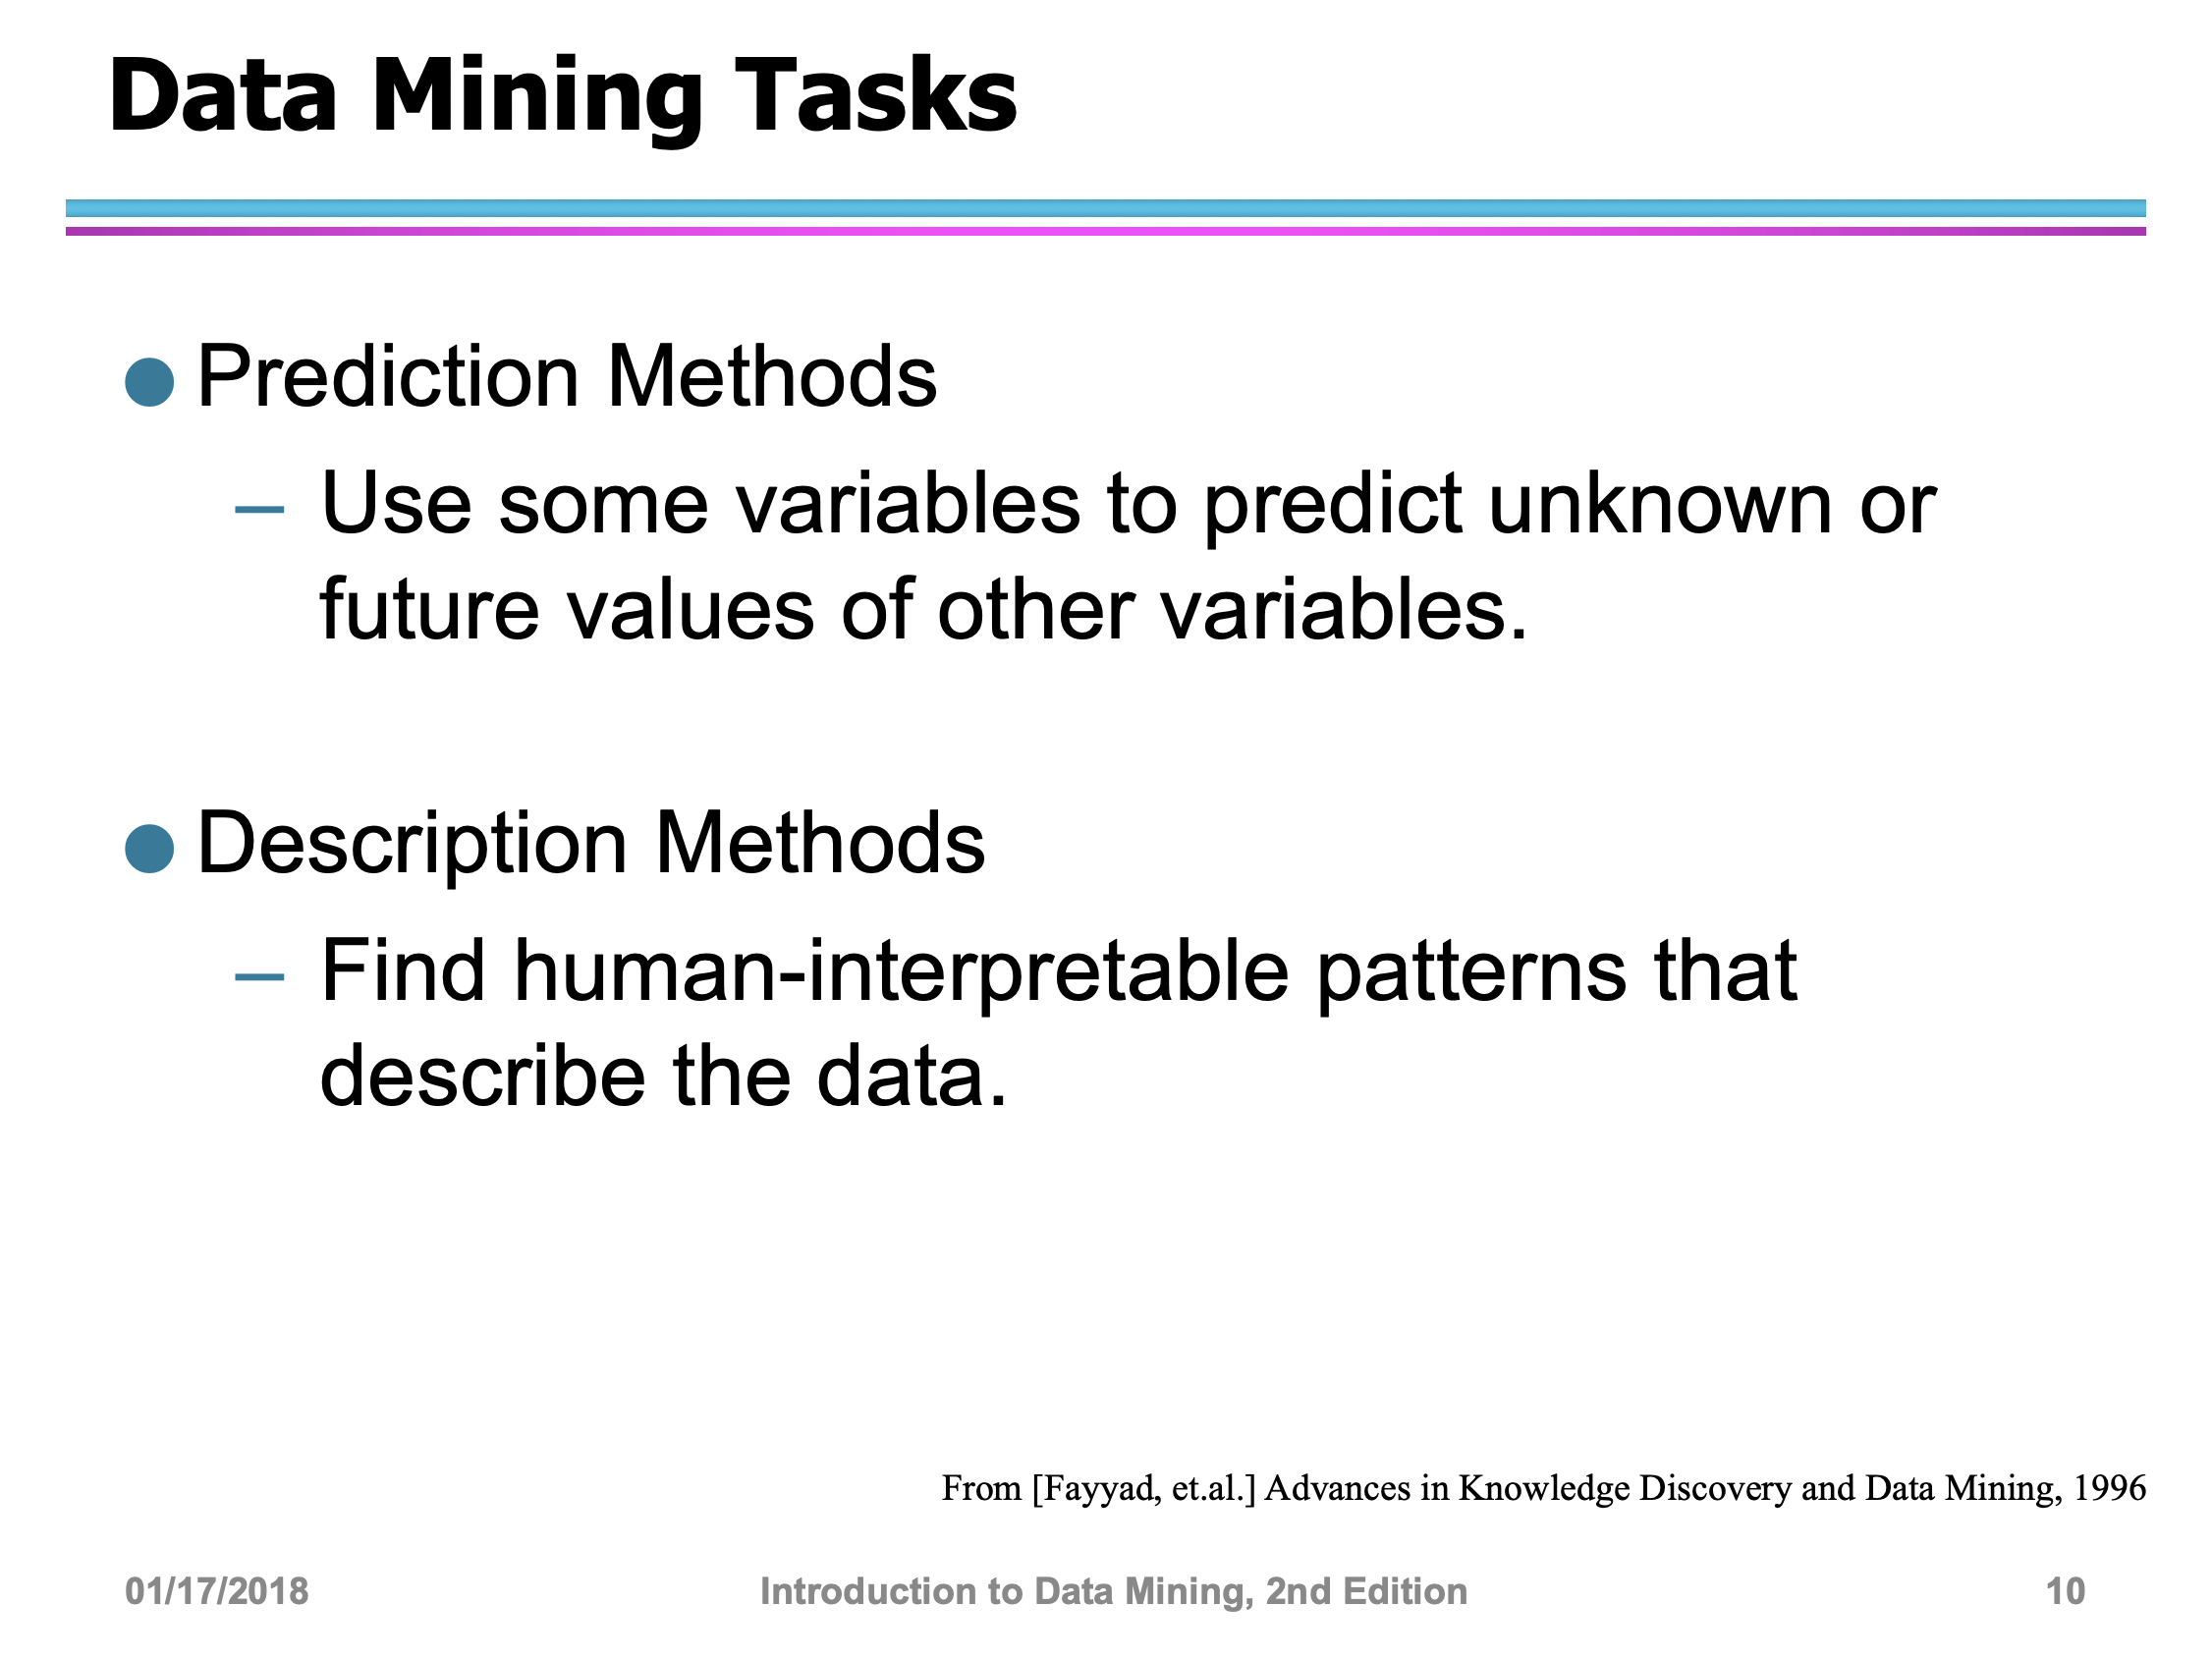 Data Mining Tasks
Prediction Methods
– Use some variables to predict unknown or
future values of other variables.
Description Methods
– Find human-interpretable patterns that
describe the data.
From [Fayyad, et.al.] Advances in Knowledge Discovery and Data Mining, 1996
01/17/2018 Introduction to Data Mining, 2nd Edition 10